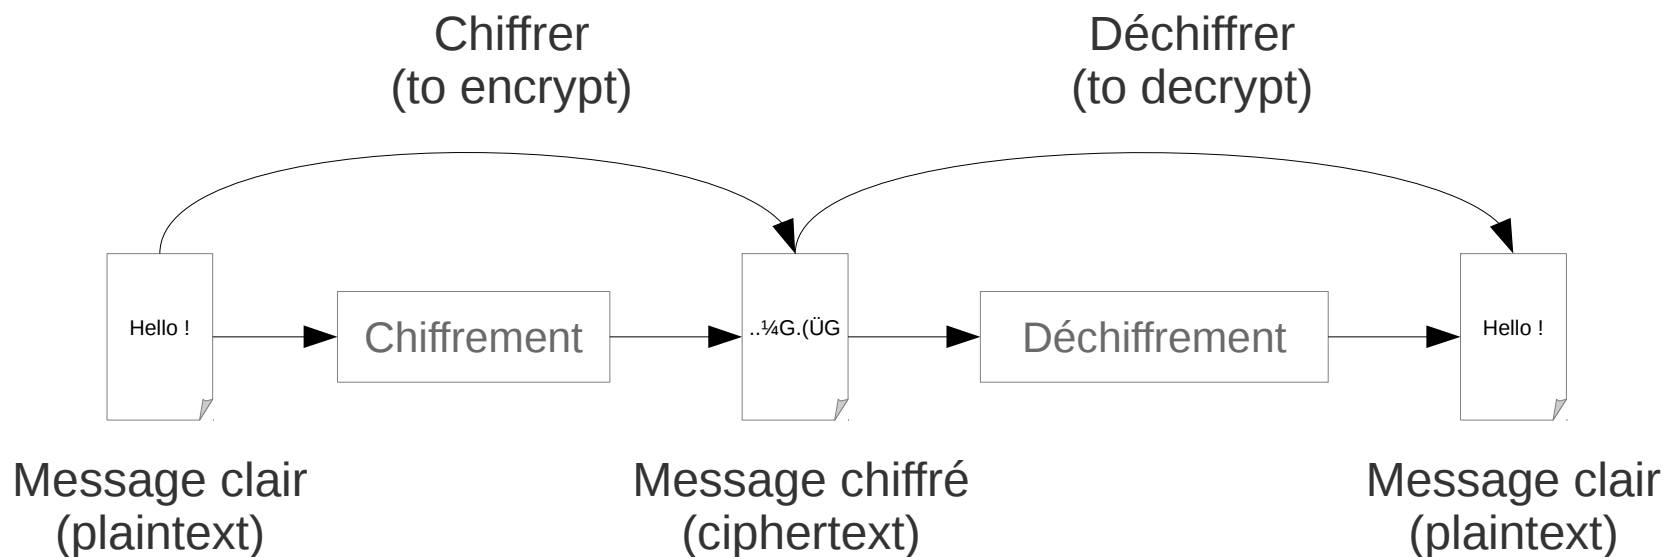 Chiffrer
(to encrypt)
Déchiffrer
(to decrypt)
Hello !
Chiffrement
..¼G.(ÜG
Déchiffrement
Hello !
Message clair
(plaintext)
Message chiffré
(ciphertext)
Message clair
(plaintext)